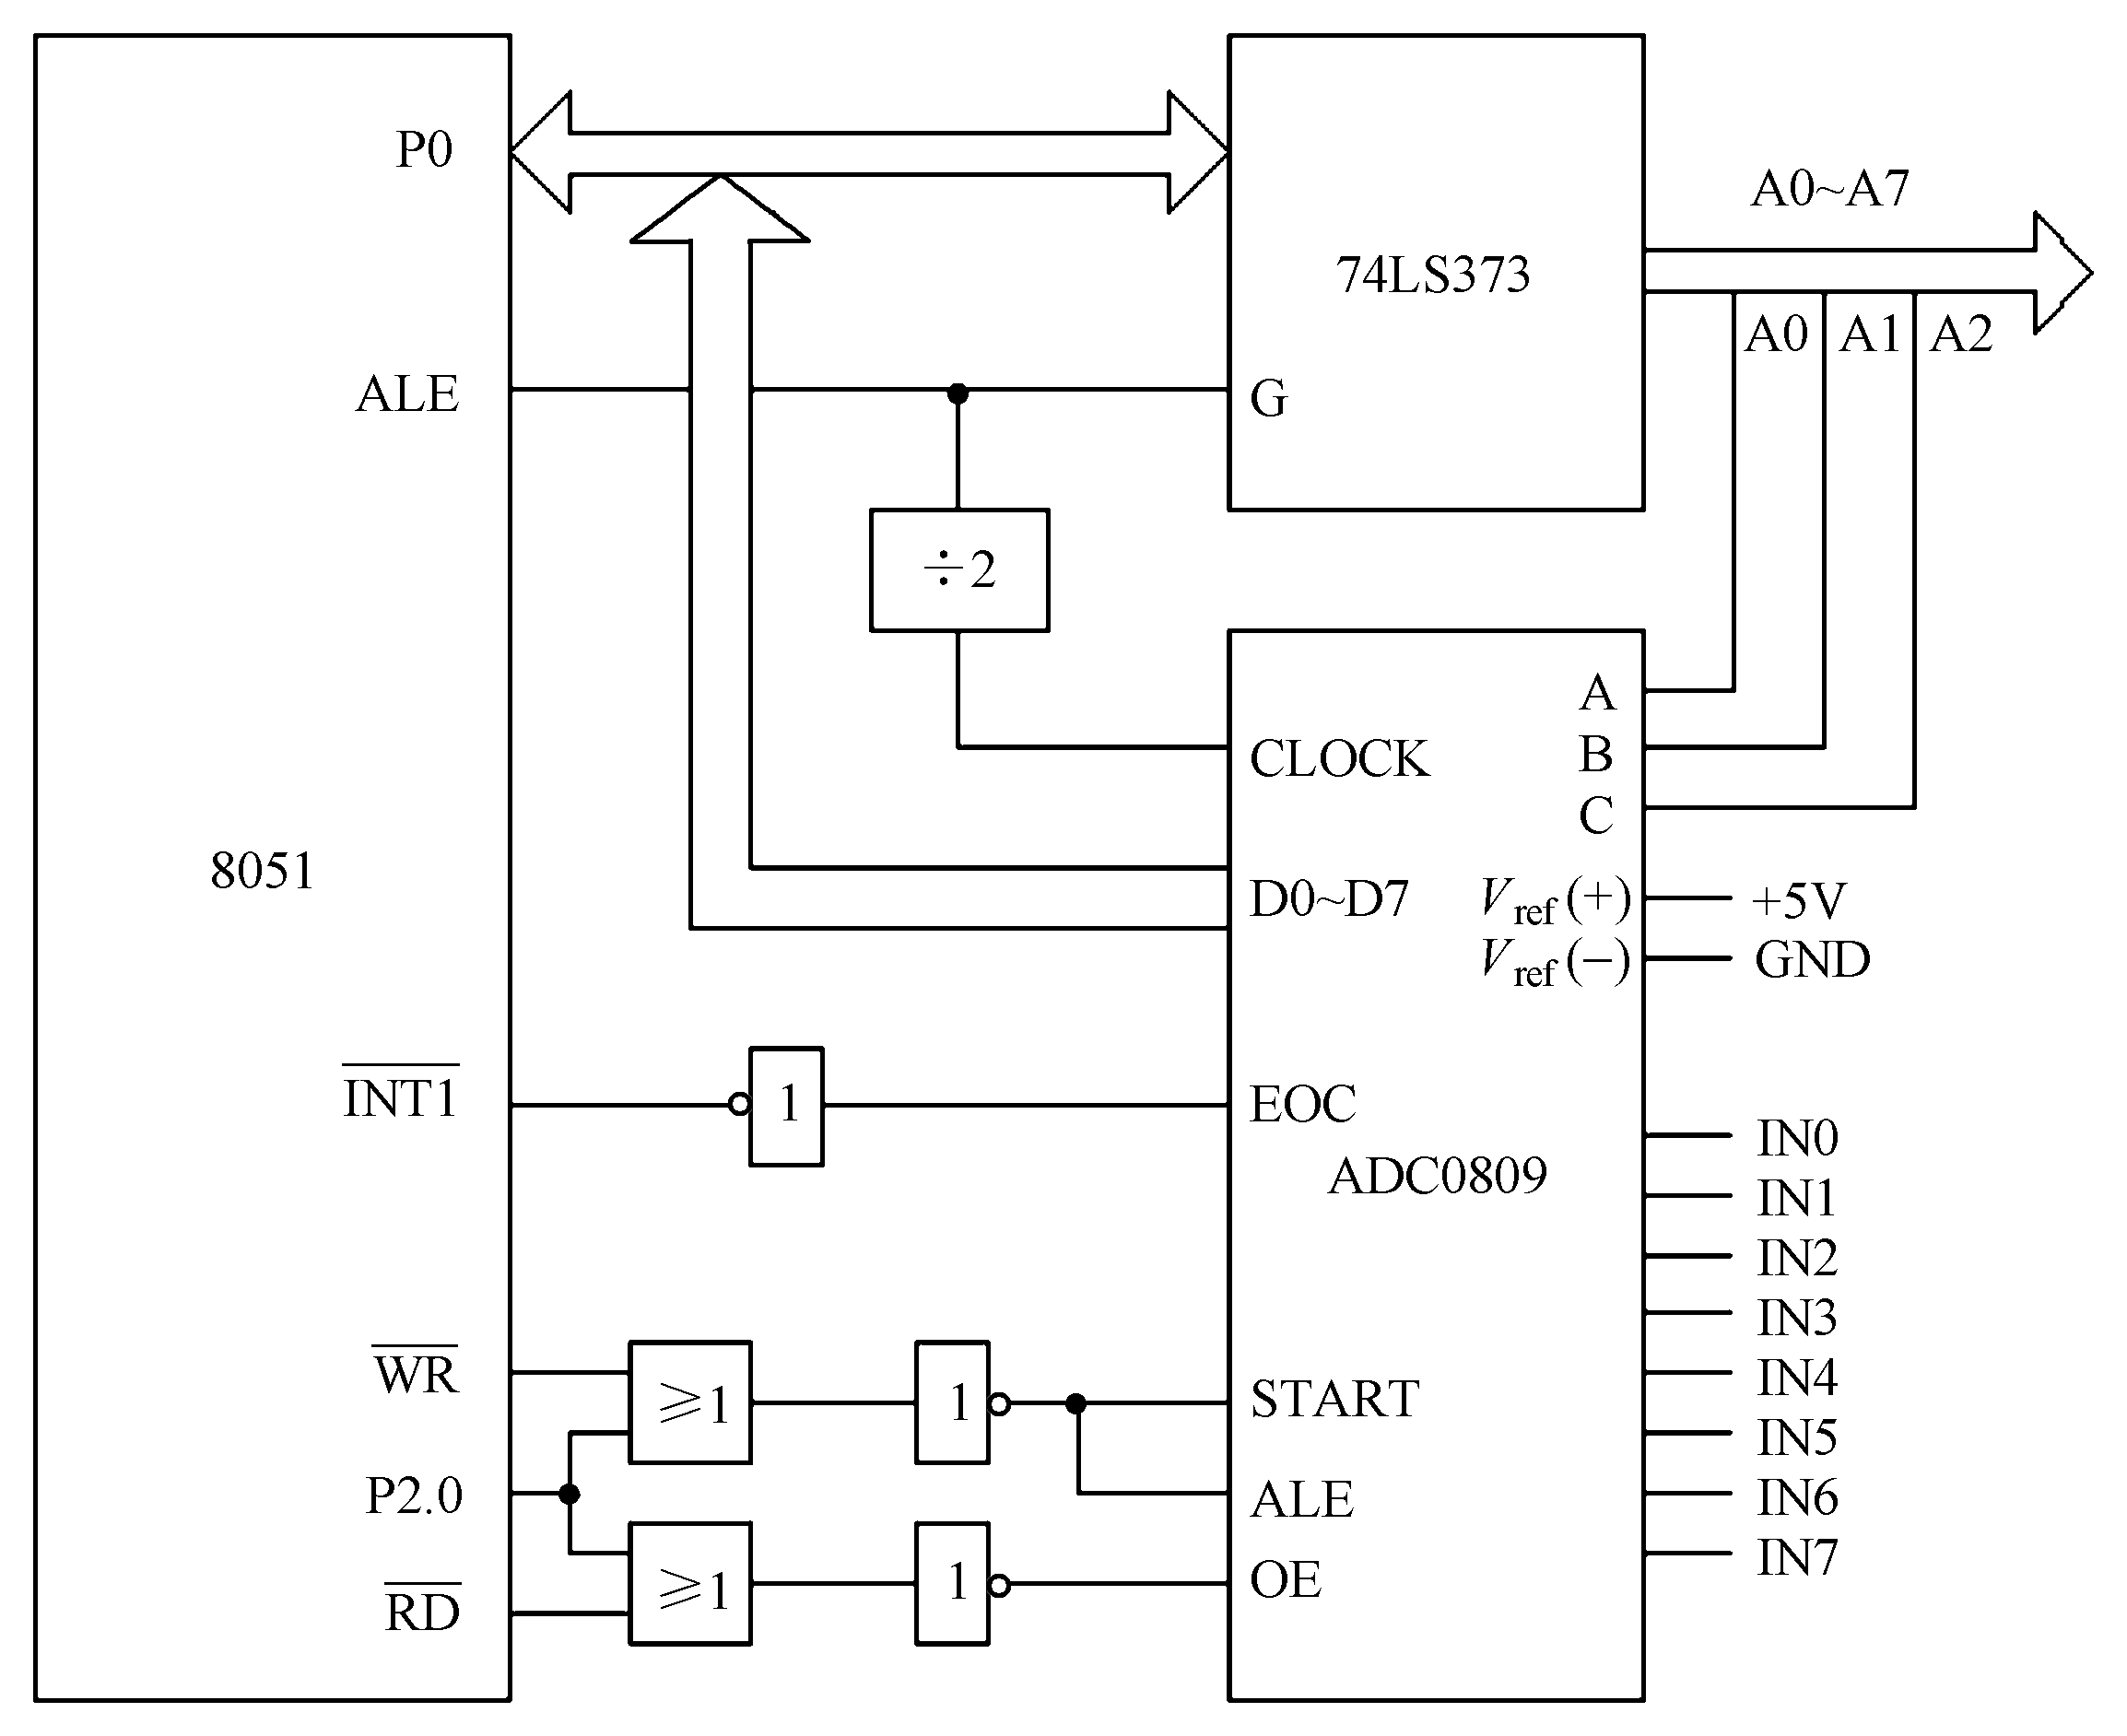 P0
A0~A7
74LS373
A0 A1 A2
ALE
G
÷2
A
CLOCK
B
C
8051
D0~D7
Vref(+)
+5V
Vref(−)
GND
INT1
1
EOC
IN0
ADC0809
IN1
IN2
IN3
WR
≥1
1
START
IN4
IN5
P2.0
ALE
IN6
IN7
RD
≥1
1
OE